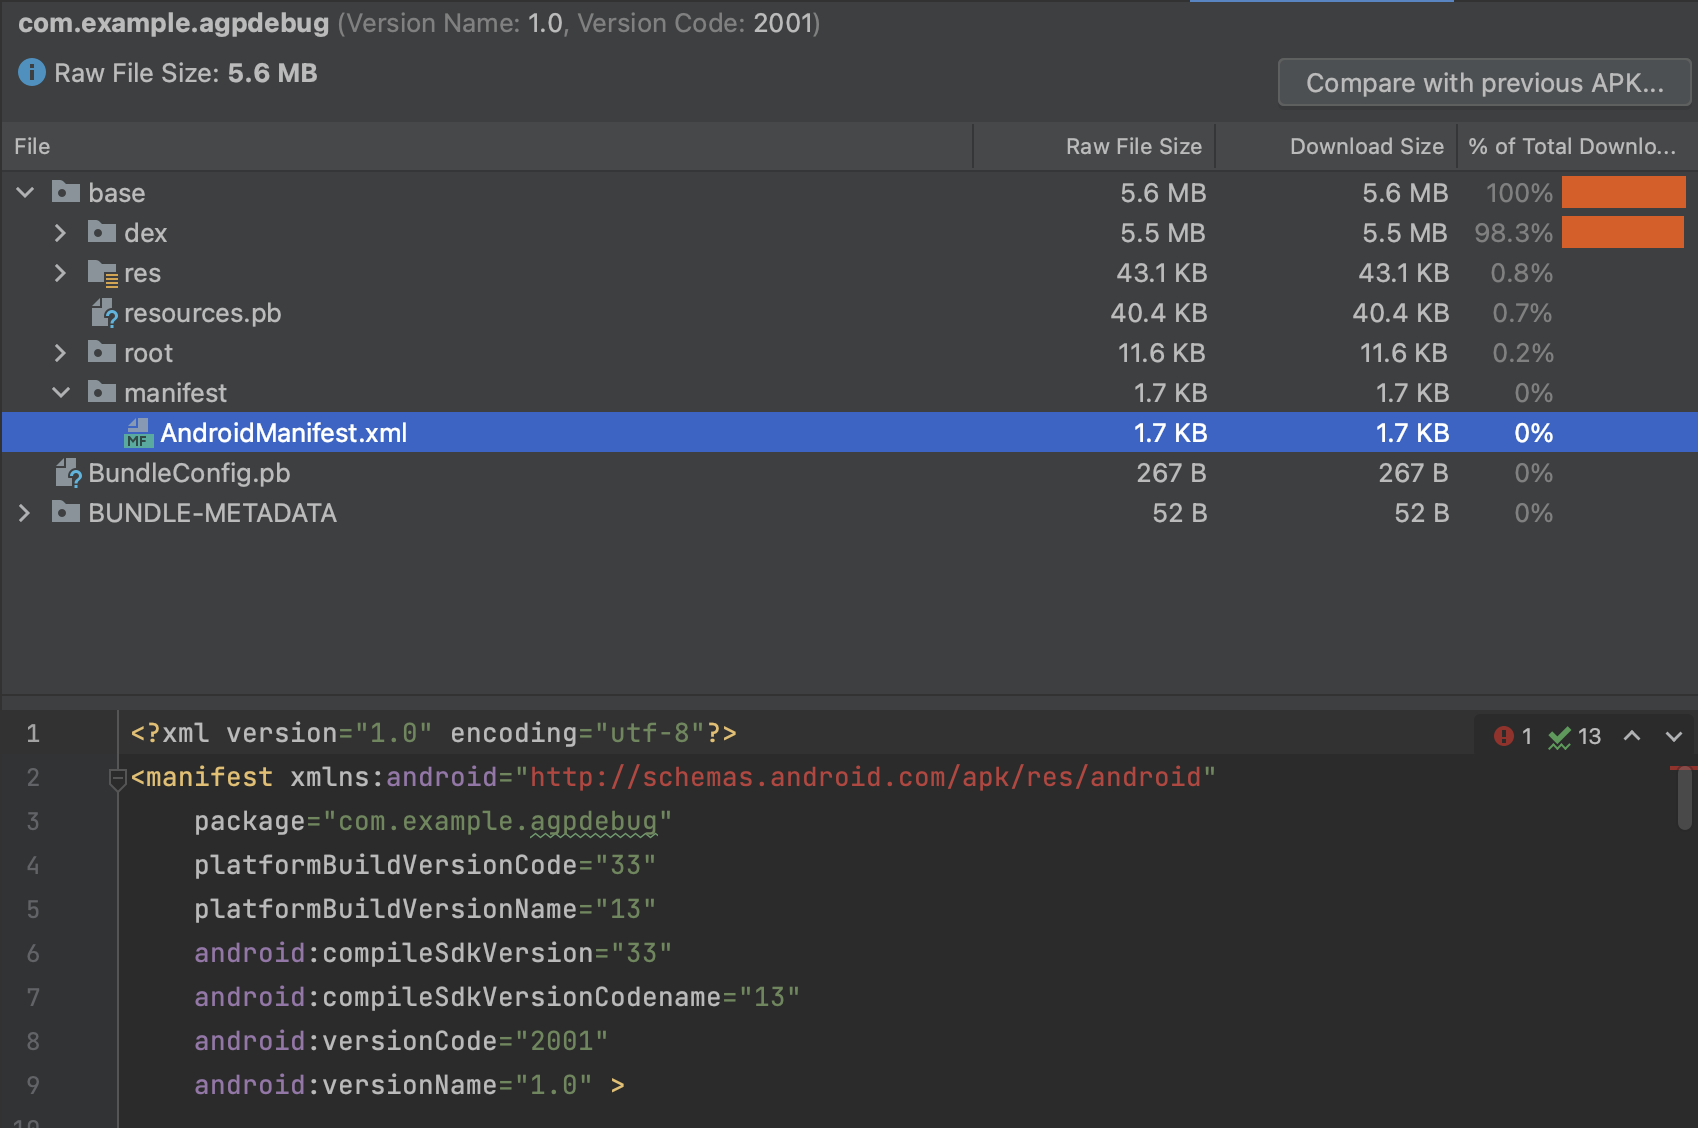 com.example.agpdebug (Version Name: 1.0, Version Code: 2001)
Raw File Size: 5.6 MB
Compare with previous APK...
File Raw File Size Download Size % of Total Downlo...
base 5.6 MB 5.6 MB 100%
dex 5.5 MB 5.5 MB 98.3%
res 43.1 KB 43.1 KB 0.8%
resources.pb 40.4 KB 40.4 KB 0.7%
root 11.6 KB 11.6 KB 0.2%
manifest 1.7 KB 1.7 KB 0%
MF AndroidManifest.xml 1.7 KB 1.7 KB 0%
BundleConfig.pb 267 B 267 B 0%
BUNDLE-METADATA 52 B 52 B 0%
1 <?xml version="1.0" encoding="utf-8"?> 1 13
2 <manifest xmlns:android="http://schemas.android.com/apk/res/android"
3 package="com.example.agpdebug"
4 platformBuildVersionCode="33"
5 platformBuildVersionName="13"
6 android:compileSdkVersion="33"
7 android:compileSdkVersionCodename="13"
8 android:versionCode="2001"
9 android:versionName="1.0" >
10